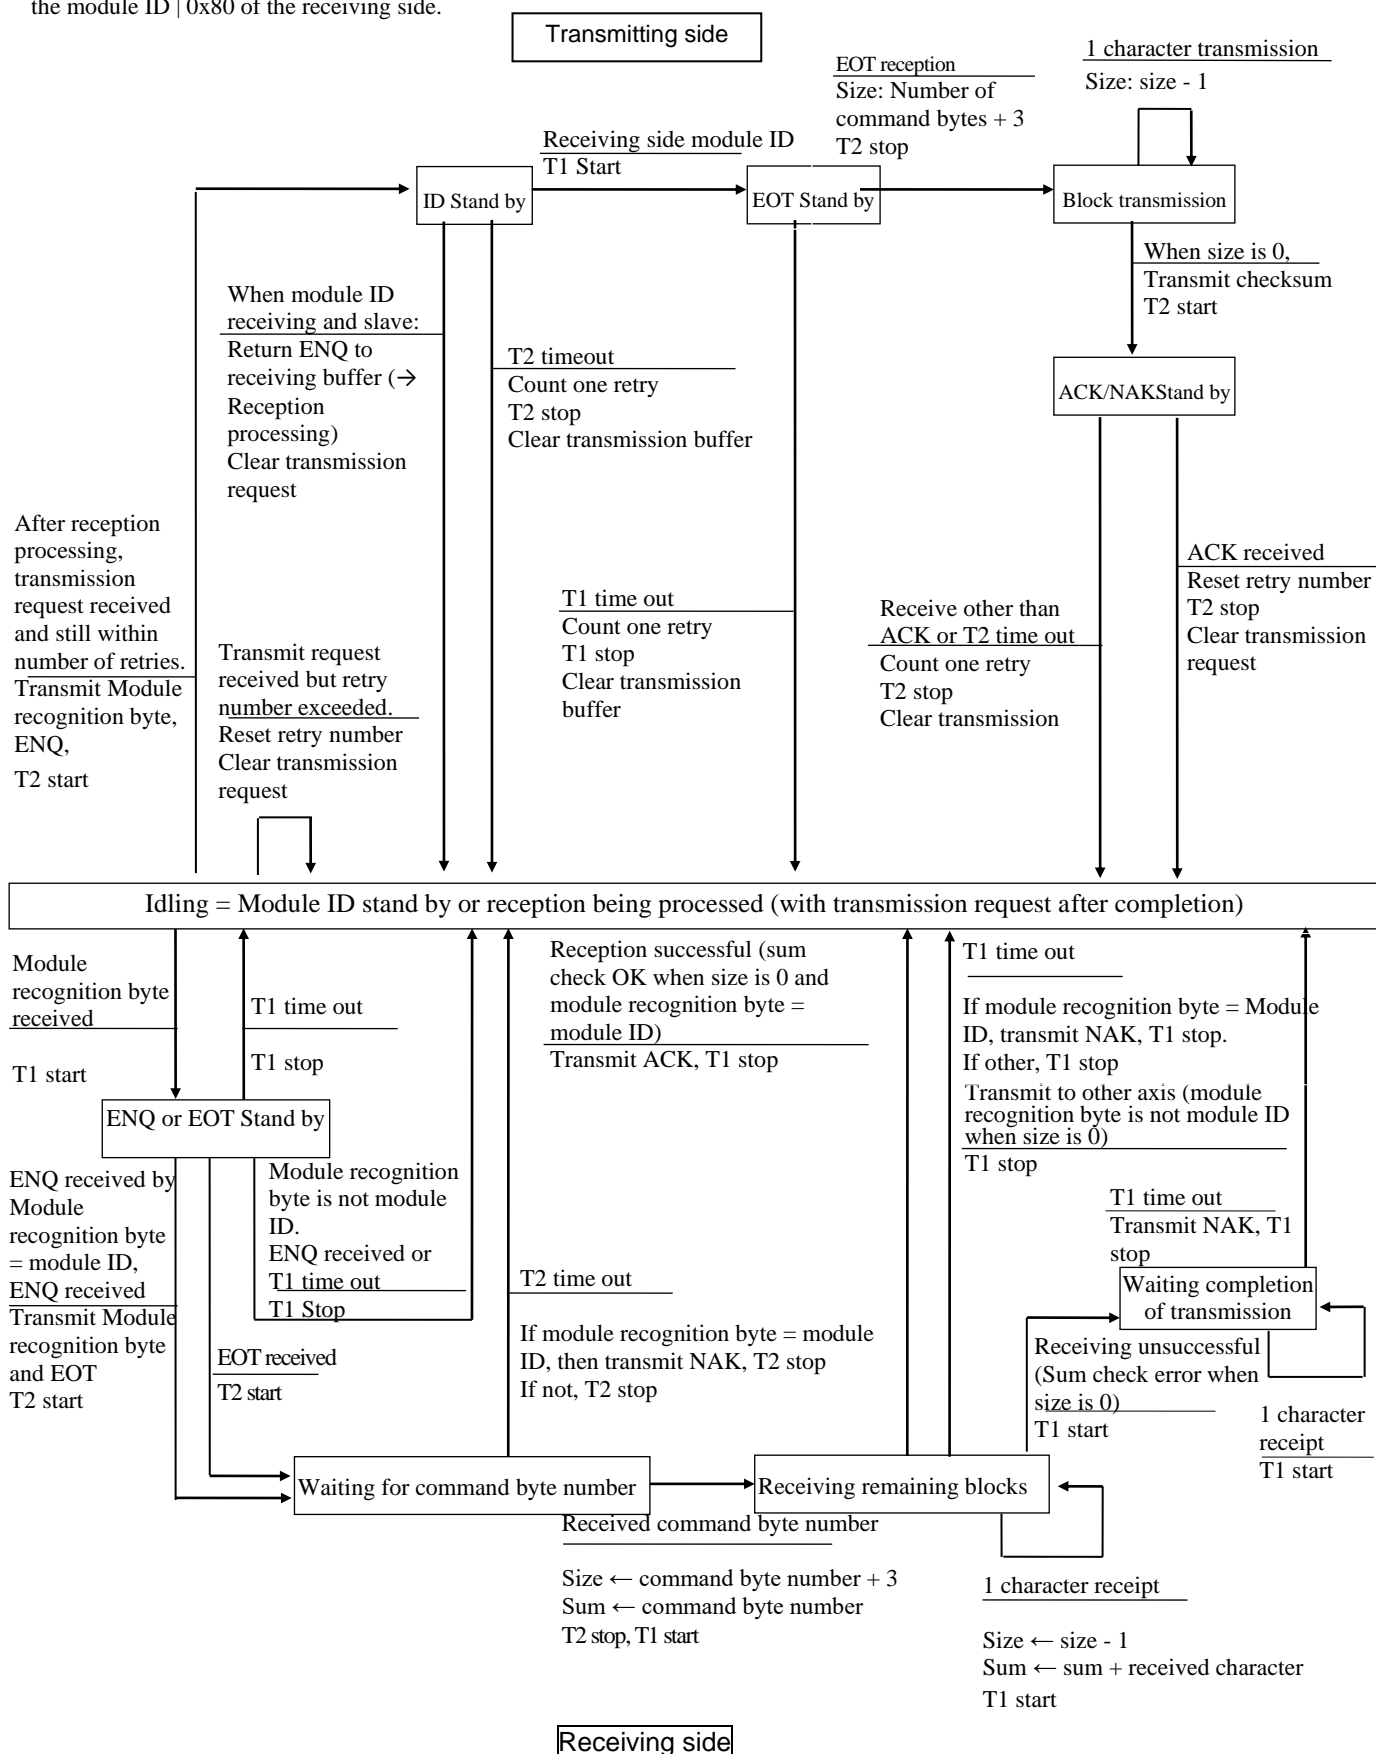 the module ID | 0x80 of the receiving side.
Transmitting side
1 character transmission
Size: size - 1
EOT reception
Size: Number of
command bytes + 3
T2 stop
Receiving side module ID
T1 Start
ID Stand by
EOT Stand by
Block transmission
When size is 0,
Transmit checksum
T2 start
When module ID
receiving and slave:
Return ENQ to
receiving buffer (→
Reception
processing)
Clear transmission
request
T2 timeout
Count one retry
T2 stop
Clear transmission buffer
ACK/NAKStand by
After reception
processing,
transmission
request received
and still within
number of retries.
Transmit Module
recognition byte,
ENQ,
T2 start
Transmit request
received but retry
number exceeded.
Reset retry number
Clear transmission
request
T1 time out
Count one retry
T1 stop
Clear transmission
buffer
Receive other than
ACK or T2 time out
Count one retry
T2 stop
Clear transmission
ACK received
Reset retry number
T2 stop
Clear transmission
request
Idling = Module ID stand by or reception being processed (with transmission request after completion)
Module
recognition byte
received
T1 start
T1 time out
T1 stop
Reception successful (sum
check OK when size is 0 and
module recognition byte =
module ID)
Transmit ACK, T1 stop
T1 time out
If module recognition byte = Module
ID, transmit NAK, T1 stop.
If other, T1 stop
Transmit to other axis (module
recognition byte is not module ID
when size is 0)
T1 stop
ENQ or EOT Stand by
ENQ received by
Module
recognition byte
= module ID,
ENQ received
Transmit Module
recognition byte
and EOT
T2 start
Module recognition
byte is not module
ID.
ENQ received or
T1 time out
T1 Stop
EOT received
T2 start
T2 time out
If module recognition byte = module
ID, then transmit NAK, T2 stop
If not, T2 stop
T1 time out
Transmit NAK, T1
stop
Waiting completion
of transmission
Receiving unsuccessful
(Sum check error when
size is 0)
T1 start
1 character
receipt
T1 start
Waiting for command byte number
Receiving remaining blocks
Received command byte number
Size ← command byte number + 3
Sum ← command byte number
T2 stop, T1 start
1 character receipt
Size ← size - 1
Sum ← sum + received character
T1 start
Receiving side